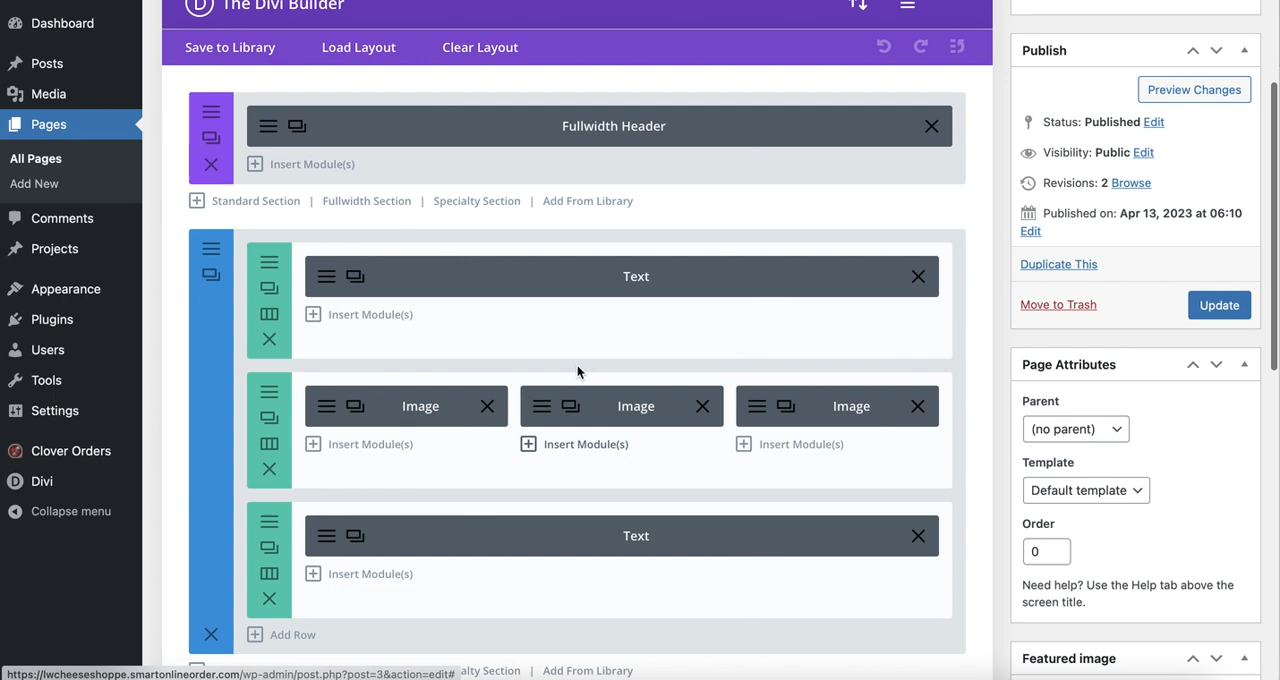 Dashboard
Posts
Media
Pages
All Pages
Add New
Comments
Projects
Appearance
Plugins
Users
Tools
Settings
Clover Orders
Divi
Collapse menu
D The Divi Builder
Save to Library Load Layout Clear Layout
Fullwidth Header
Insert Module(s)
Standard Section | Fullwidth Section | Specialty Section | Add From Library
Text
Insert Module(s)
Image Image Image
Insert Module(s) Insert Module(s) Insert Module(s)
Text
Insert Module(s)
Add Row
ialty Section | Add From Library
https://lwcheeseshoppe.smartonlineorder.com/wp-admin/post.php?post=3&action=edit#
Publish
Preview Changes
Status: Published Edit
Visibility: Public Edit
Revisions: 2 Browse
Published on: Apr 13, 2023 at 06:10
Edit
Duplicate This
Move to Trash Update
Page Attributes
Parent
(no parent)
Template
Default template
Order
0
Need help? Use the Help tab above the
screen title.
Featured image